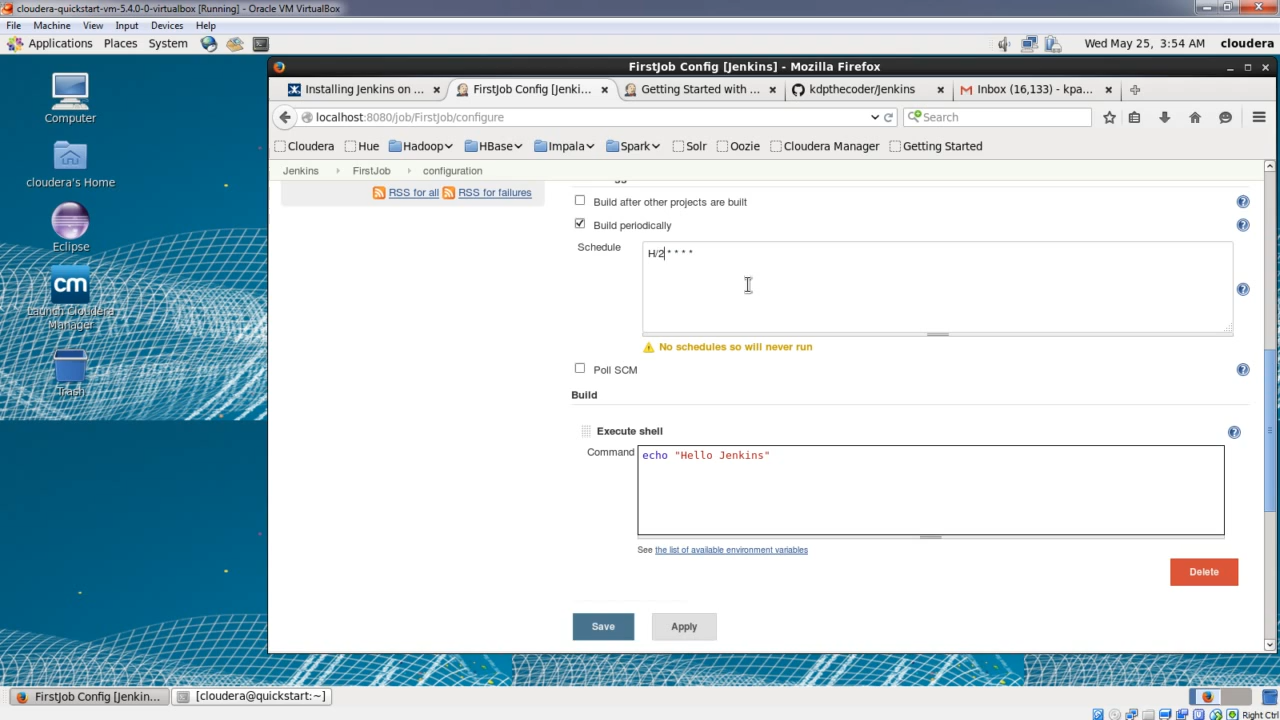 cloudera-quickstart-vm-5.4.0-0-virtualbox [Running] - Oracle VM VirtualBox
File Machine View Input Devices Help
Applications Places System Wed May 25, 3:54 AM cloudera
FirstJob Config [Jenkins] - Mozilla Firefox
Installing Jenkins on ... × FirstJob Config [Jenki... × Getting Started with ... × kdpthecoder/Jenkins × Inbox (16,133) - kpa... ×
localhost:8080/job/FirstJob/configure Search
Cloudera Hue Hadoop HBase Impala Spark Solr Oozie Cloudera Manager Getting Started
Jenkins FirstJob configuration
RSS for all RSS for failures
Build after other projects are built
Build periodically
Schedule
H/2 * * * *
No schedules so will never run
Poll SCM
Build
Execute shell
Command
echo "Hello Jenkins"
See the list of available environment variables
Delete
Save Apply
Computer
cloudera's Home
Eclipse
cm
Launch Cloudera
Manager
Trash
FirstJob Config [Jenkin... [cloudera@quickstart:~]
Right Ctrl